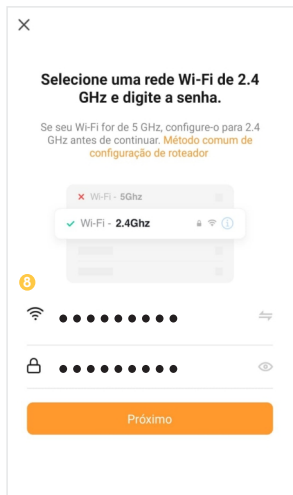 Selecione uma rede Wi-Fi de 2.4
GHz e digite a senha.
Se seu Wi-Fi for de 5 GHz, configure-o para 2.4
GHz antes de continuar. Método comum de
configuração de roteador
Wi-Fi - 5Ghz
Wi-Fi - 2.4Ghz
8
Próximo